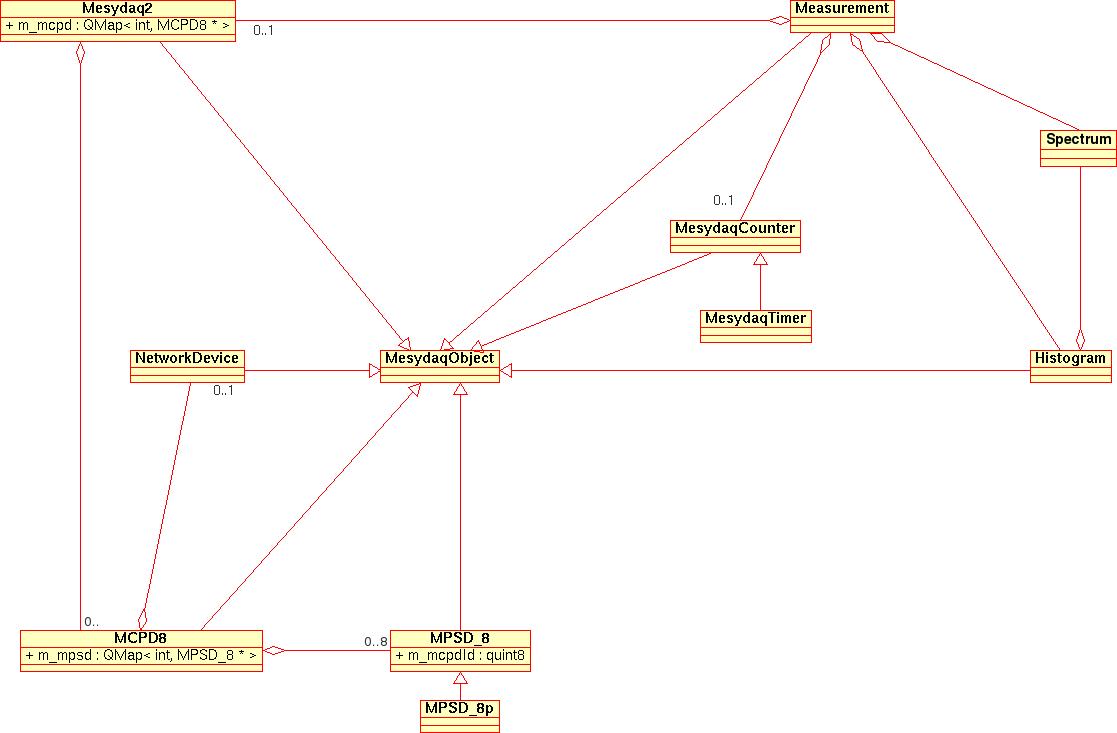 Mesydaq2
+ m_mcpd : QMap< int, MCPD8 * >
0..1
Measurement
Spectrum
0..1
MesydaqCounter
MesydaqTimer
NetworkDevice
MesydaqObject
Histogram
0..1
0..
MCPD8
+ m_mpsd : QMap< int, MPSD_8 * >
0..8
MPSD_8
+ m_mcpdId : quint8
MPSD_8p